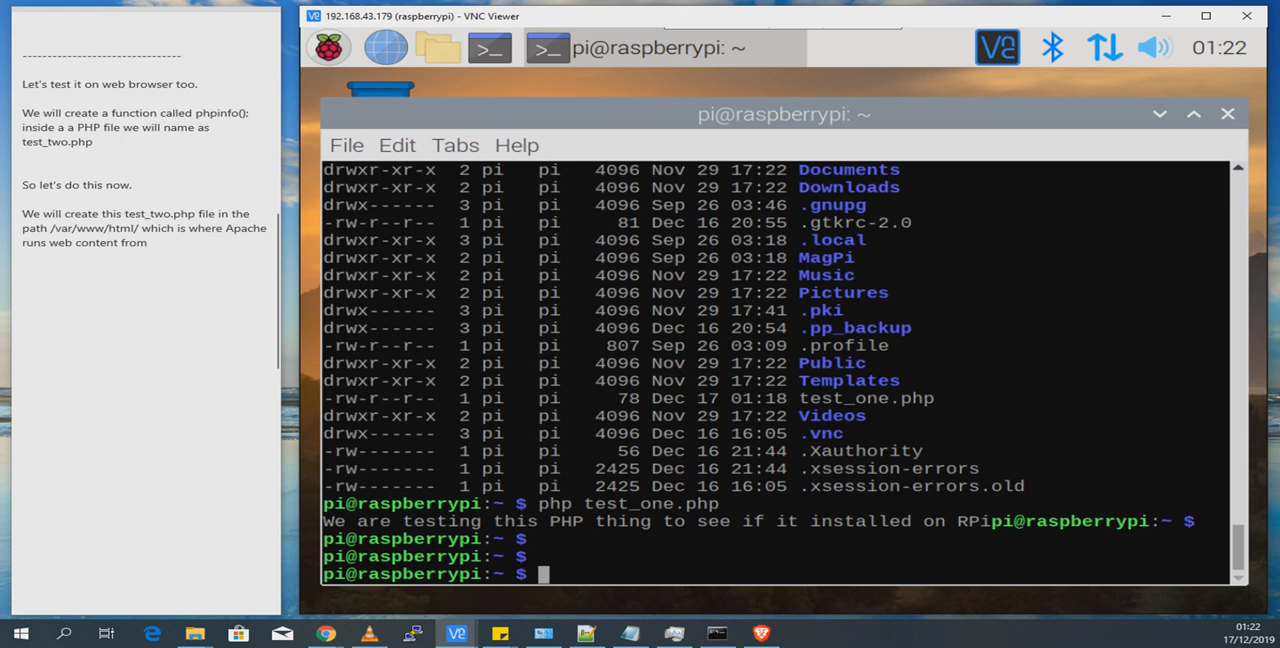 --------------------------------
Let's test it on web browser too.
We will create a function called phpinfo();
inside a a PHP file we will name as
test_two.php
So let's do this now.
We will create this test_two.php file in the
path /var/www/html/ which is where Apache
runs web content from
192.168.43.179 (raspberrypi) - VNC Viewer
pi@raspberrypi: ~
01:22
pi@raspberrypi: ~
File Edit Tabs Help
drwxr-xr-x 2 pi pi 4096 Nov 29 17:22 Documents
drwxr-xr-x 2 pi pi 4096 Nov 29 17:22 Downloads
drwx------ 3 pi pi 4096 Sep 26 03:46 .gnupg
-rw-r--r-- 1 pi pi 81 Dec 16 20:55 .gtkrc-2.0
drwxr-xr-x 3 pi pi 4096 Sep 26 03:18 .local
drwxr-xr-x 2 pi pi 4096 Sep 26 03:18 MagPi
drwxr-xr-x 2 pi pi 4096 Nov 29 17:22 Music
drwxr-xr-x 2 pi pi 4096 Nov 29 17:22 Pictures
drwx------ 3 pi pi 4096 Nov 29 17:41 .pki
drwx------ 3 pi pi 4096 Dec 16 20:54 .pp_backup
-rw-r--r-- 1 pi pi 807 Sep 26 03:09 .profile
drwxr-xr-x 2 pi pi 4096 Nov 29 17:22 Public
drwxr-xr-x 2 pi pi 4096 Nov 29 17:22 Templates
-rw-r--r-- 1 pi pi 78 Dec 17 01:18 test_one.php
drwxr-xr-x 2 pi pi 4096 Nov 29 17:22 Videos
drwx------ 3 pi pi 4096 Dec 16 16:05 .vnc
-rw------- 1 pi pi 56 Dec 16 21:44 .Xauthority
-rw------- 1 pi pi 2425 Dec 16 21:44 .xsession-errors
-rw------- 1 pi pi 2425 Dec 16 16:05 .xsession-errors.old
pi@raspberrypi:~ $ php test_one.php
We are testing this PHP thing to see if it installed on RPipi@raspberrypi:~ $
pi@raspberrypi:~ $
pi@raspberrypi:~ $
pi@raspberrypi:~ $
01:22
17/12/2019